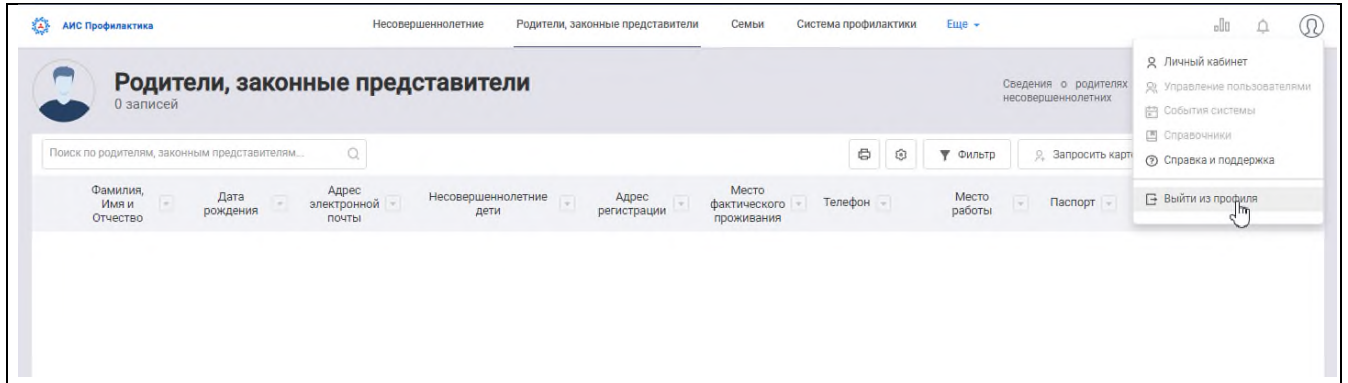 АИС Профилактика
Несовершеннолетние
Родители, законные представители
Семьи
Система профилактики
Еще
Родители, законные представители
0 записей
Сведения о родителях
несовершеннолетних
Личный кабинет
Управление пользователями
События системы
Справочники
Справка и поддержка
Выйти из профиля
Поиск по родителям, законным представителям...
Фильтр
Запросить карт
Фамилия,
Имя и
Отчество
Дата
рождения
Адрес
электронной
почты
Несовершеннолетние
дети
Адрес
регистрации
Место
фактического
проживания
Телефон
Место
работы
Паспорт